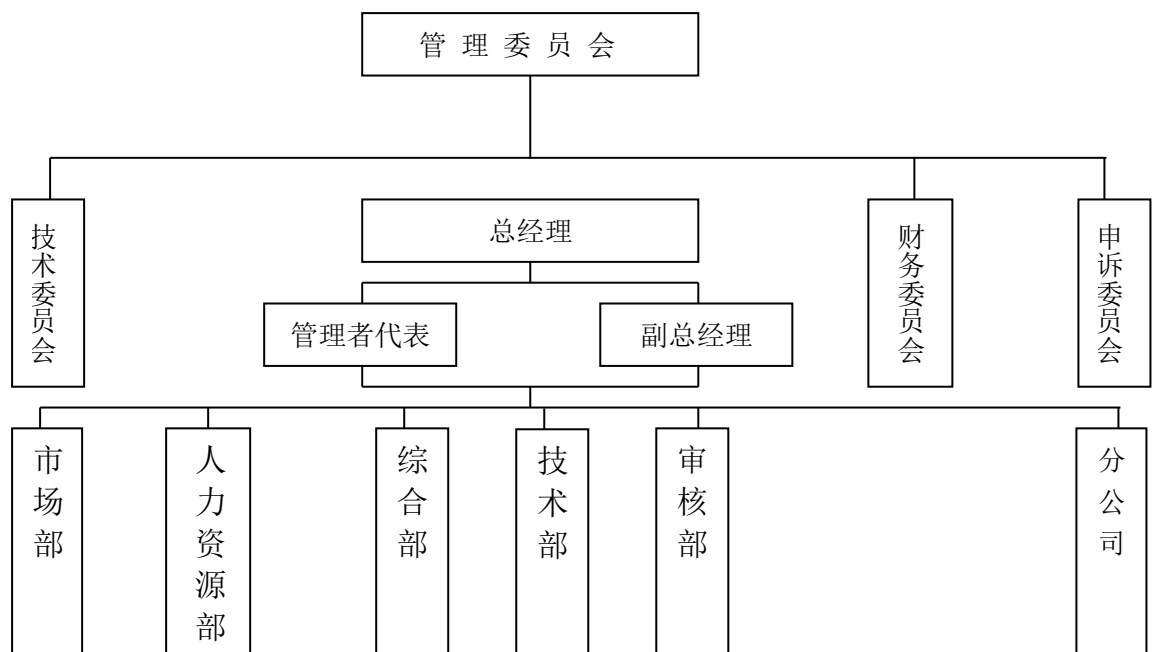 管理委员会
技术委员会
总经理
财务委员会
申诉委员会
管理者代表
副总经理
市场部
人力资源部
综合部
技术部
审核部
分公司